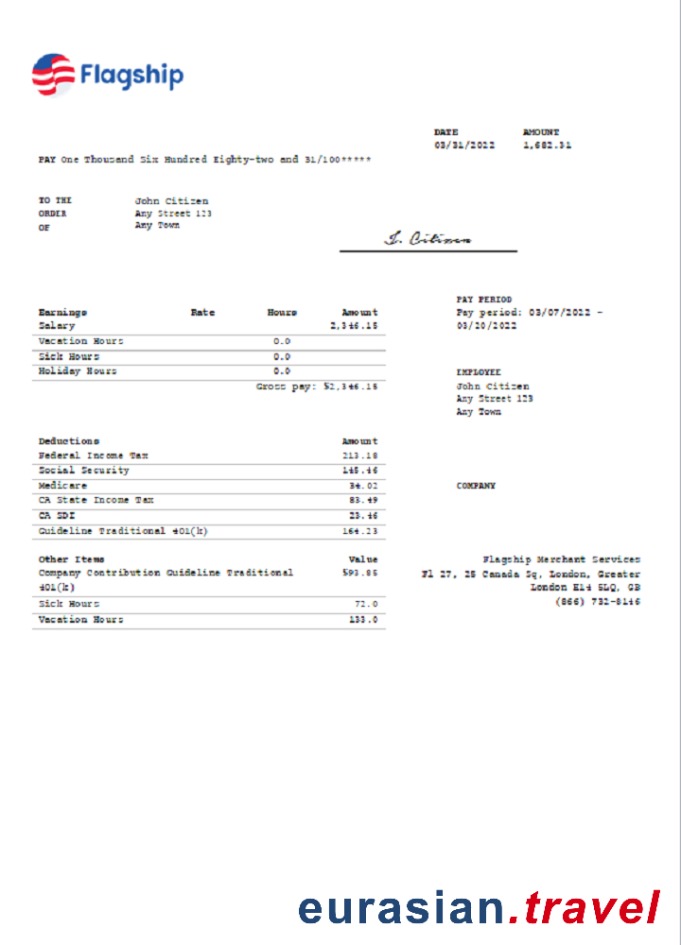 Flagship
DATE AMOUNT
03/31/2022 1,682.31
PAY One Thousand Six Hundred Eighty-two and 31/100*****
TO THE ORDER OF
John Citizen
Any Street 123
Any Town
J. Citizen
Earnings Rate Hours Amount
Salary 2,346.15
Vacation Hours 0.0
Sick Hours 0.0
Holiday Hours 0.0
Gross pay: $2,346.15
PAY PERIOD
Pay period: 03/07/2022 -
03/20/2022
EMPLOYEE
John Citizen
Any Street 123
Any Town
Deductions Amount
Federal Income Tax 213.18
Social Security 145.46
Medicare 34.02
CA State Income Tax 83.49
CA SDI 23.46
Guideline Traditional 401(k) 164.23
COMPANY
Flagship Merchant Services
Fl 27, 25 Canada Sq, London, Greater
London E14 5LQ, GB
(866) 732-8146
Other Items Value
Company Contribution Guideline Traditional 593.85
401(k)
Sick Hours 72.0
Vacation Hours 133.0
eurasian.travel